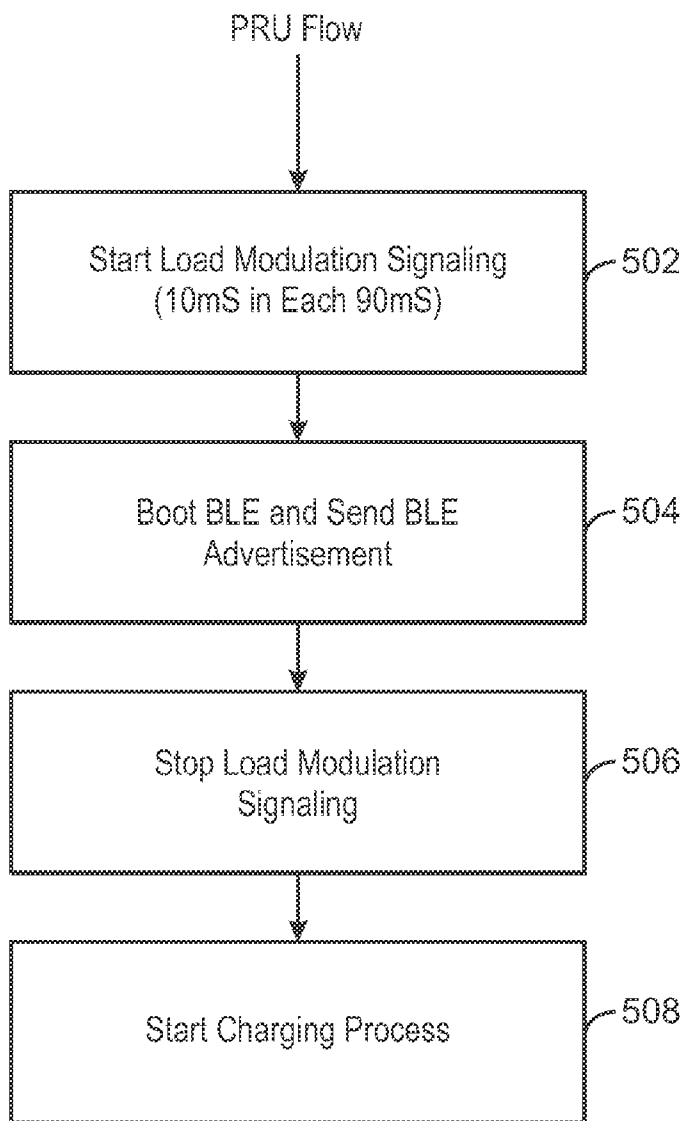 PRU Flow
Start Load Modulation Signaling
(10mS in Each 90mS)
502
Boot BLE and Send BLE
Advertisement
504
Stop Load Modulation
Signaling
506
Start Charging Process
508